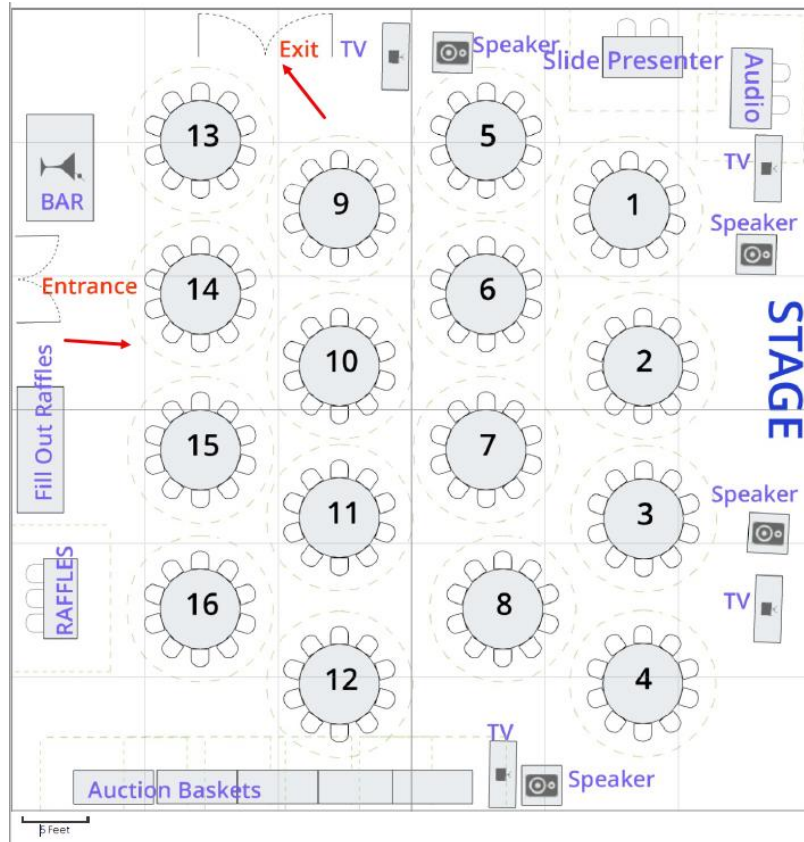 Exit
TV
Speaker
Slide Presenter
Audio
13
5
9
1
TV
BAR
Speaker
Entrance
14
6
10
2
STAGE
Fill Out Raffles
15
7
11
3
Speaker
RAFFLES
16
8
TV
12
4
TV
Auction Baskets
Speaker
5 Feet